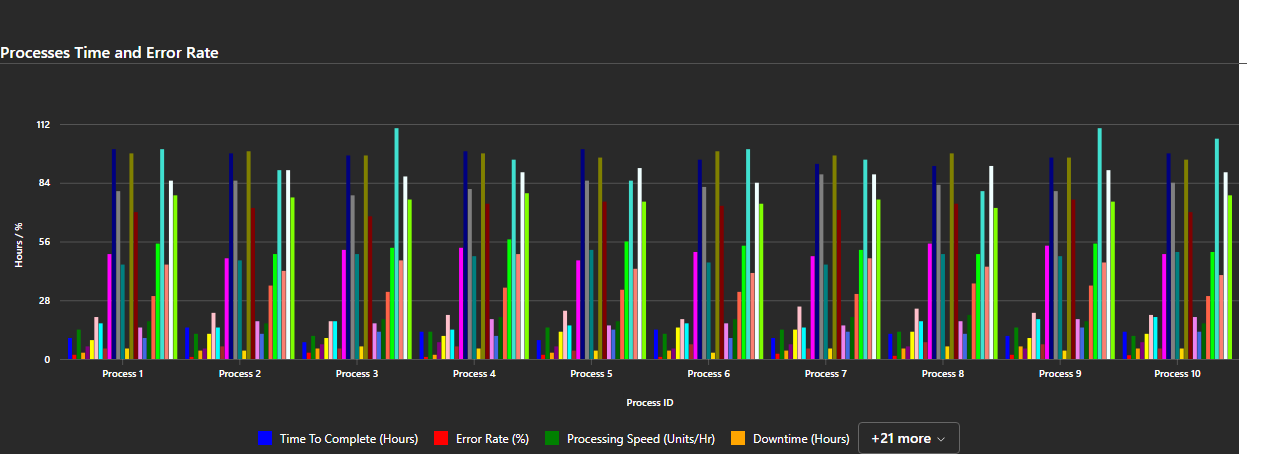 Processes Time and Error Rate
112
84
56
28
0
Hours / %
Process 1 Process 2 Process 3 Process 4 Process 5 Process 6 Process 7 Process 8 Process 9 Process 10
Process ID
Time To Complete (Hours) Error Rate (%) Processing Speed (Units/Hr) Downtime (Hours) +21 more